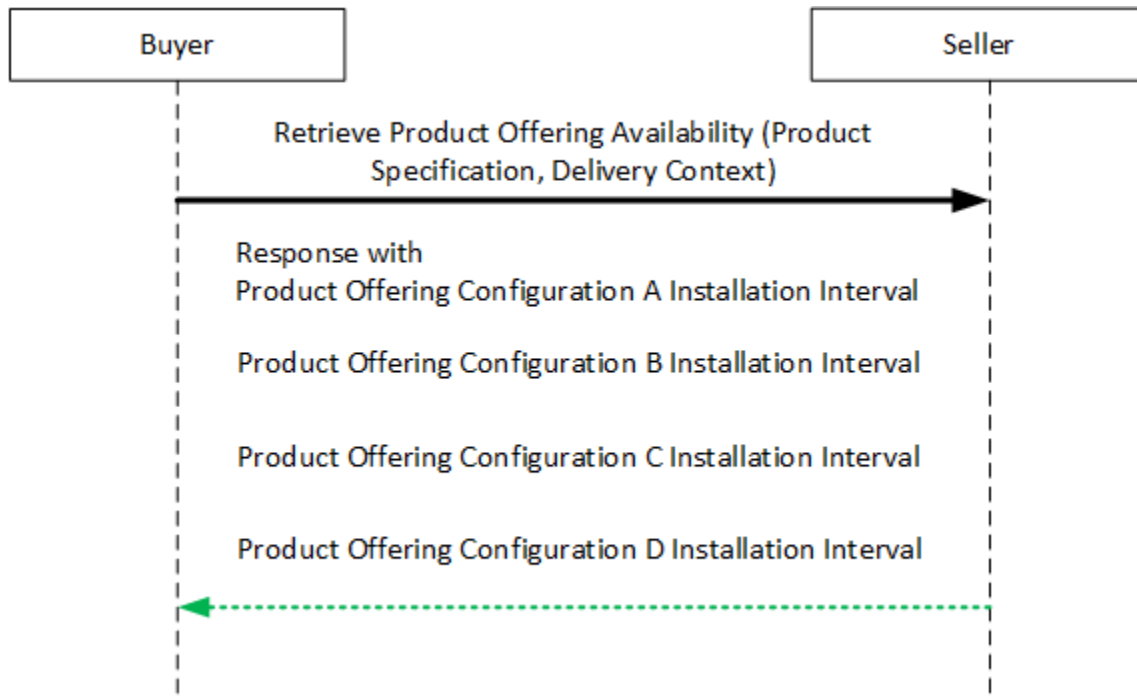 Buyer
Seller
Retrieve Product Offering Availability (Product
Specification, Delivery Context)
Response with
Product Offering Configuration A Installation Interval
Product Offering Configuration B Installation Interval
Product Offering Configuration C Installation Interval
Product Offering Configuration D Installation Interval